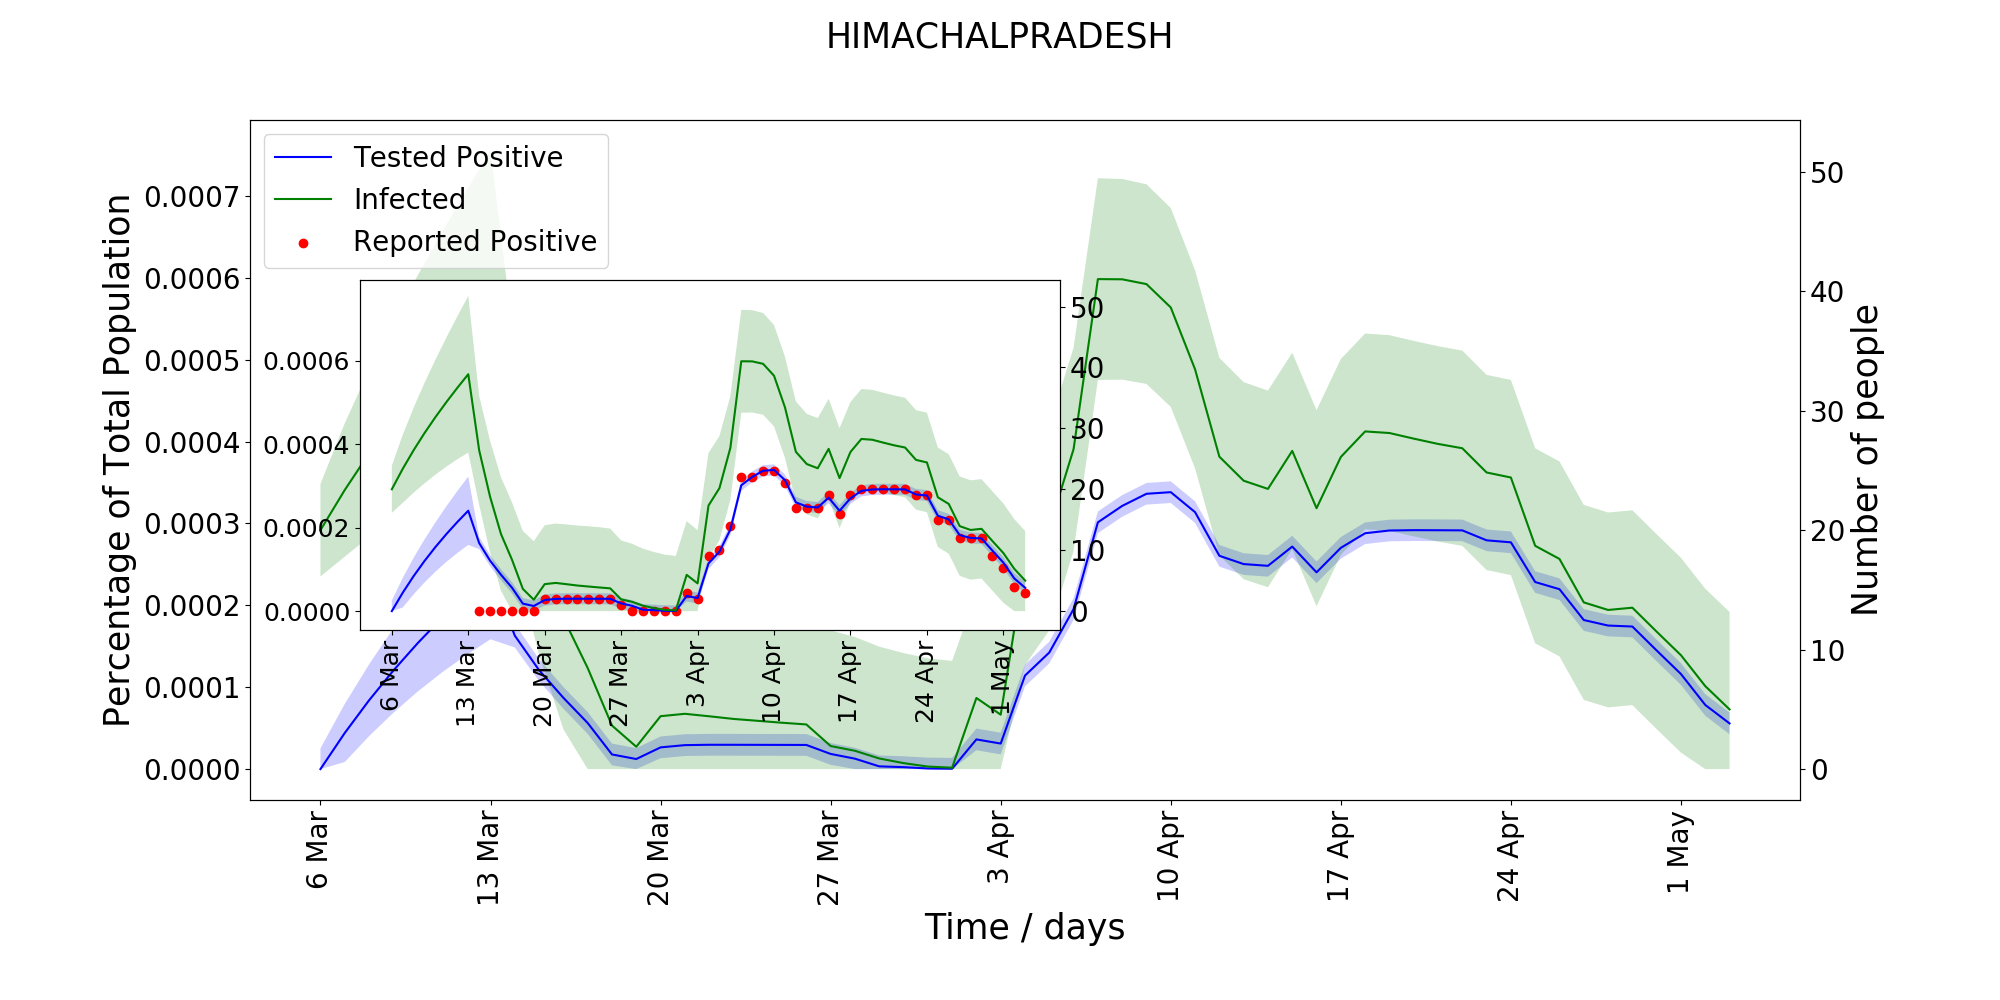 HIMACHALPRADESH
Tested Positive
Infected
Reported Positive
Percentage of Total Population
0.0007
0.0006
0.0005
0.0004
0.0003
0.0002
0.0001
0.0000
50
40
30
20
10
0
Number of people
0.0006
0.0004
0.0002
0.0000
50
40
30
20
10
0
6 Mar
13 Mar
20 Mar
27 Mar
3 Apr
10 Apr
17 Apr
24 Apr
1 May
6 Mar
13 Mar
20 Mar
27 Mar
3 Apr
10 Apr
17 Apr
24 Apr
1 May
Time / days